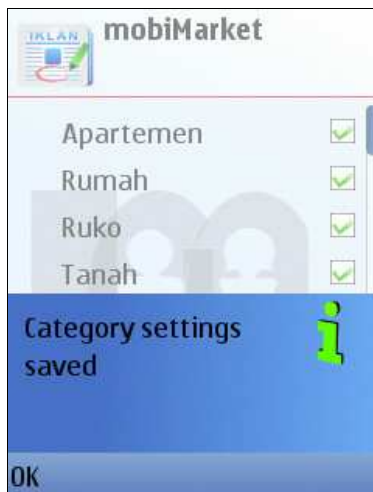 IKLAN
mobiMarket
Apartemen
Rumah
Ruko
Tanah
Category settings
saved
OK